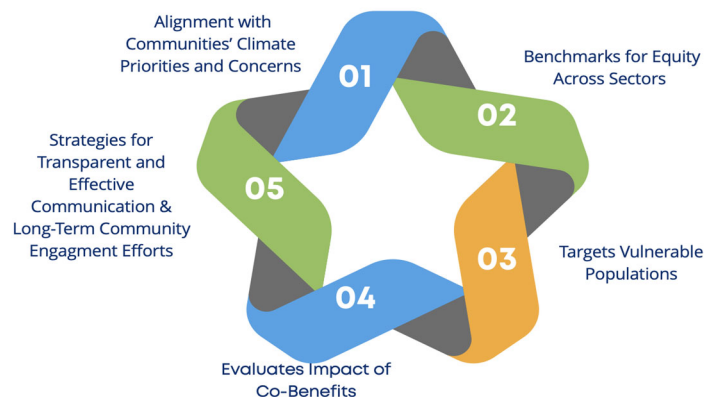 Alignment with
Communities' Climate
Priorities and Concerns
01
Benchmarks for Equity
Across Sectors
02
Targets Vulnerable
Populations
03
Evaluates Impact of
Co-Benefits
04
Strategies for
Transparent and
Effective
Communication &
Long-Term Community
Engagment Efforts
05